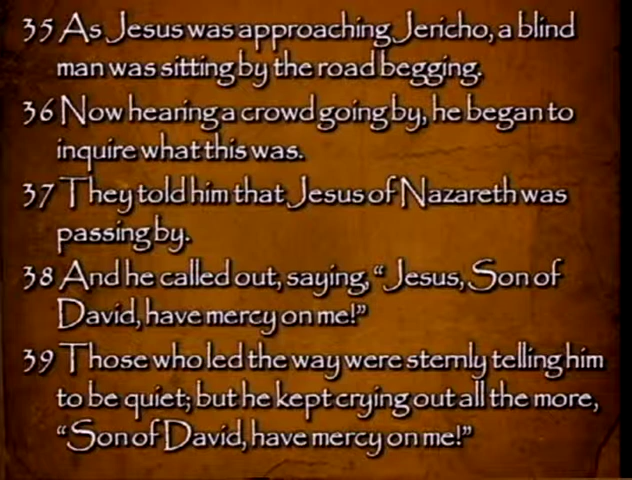 35 As Jesus was approaching Jericho, a blind
man was sitting by the road begging.
36 Now hearing a crowd going by, he began to
inquire what this was.
37 They told him that Jesus of Nazareth was
passing by.
38 And he called out, saying, “Jesus, Son of
David, have mercy on me!”
39 Those who led the way were sternly telling him
to be quiet; but he kept crying out all the more,
“Son of David, have mercy on me!”